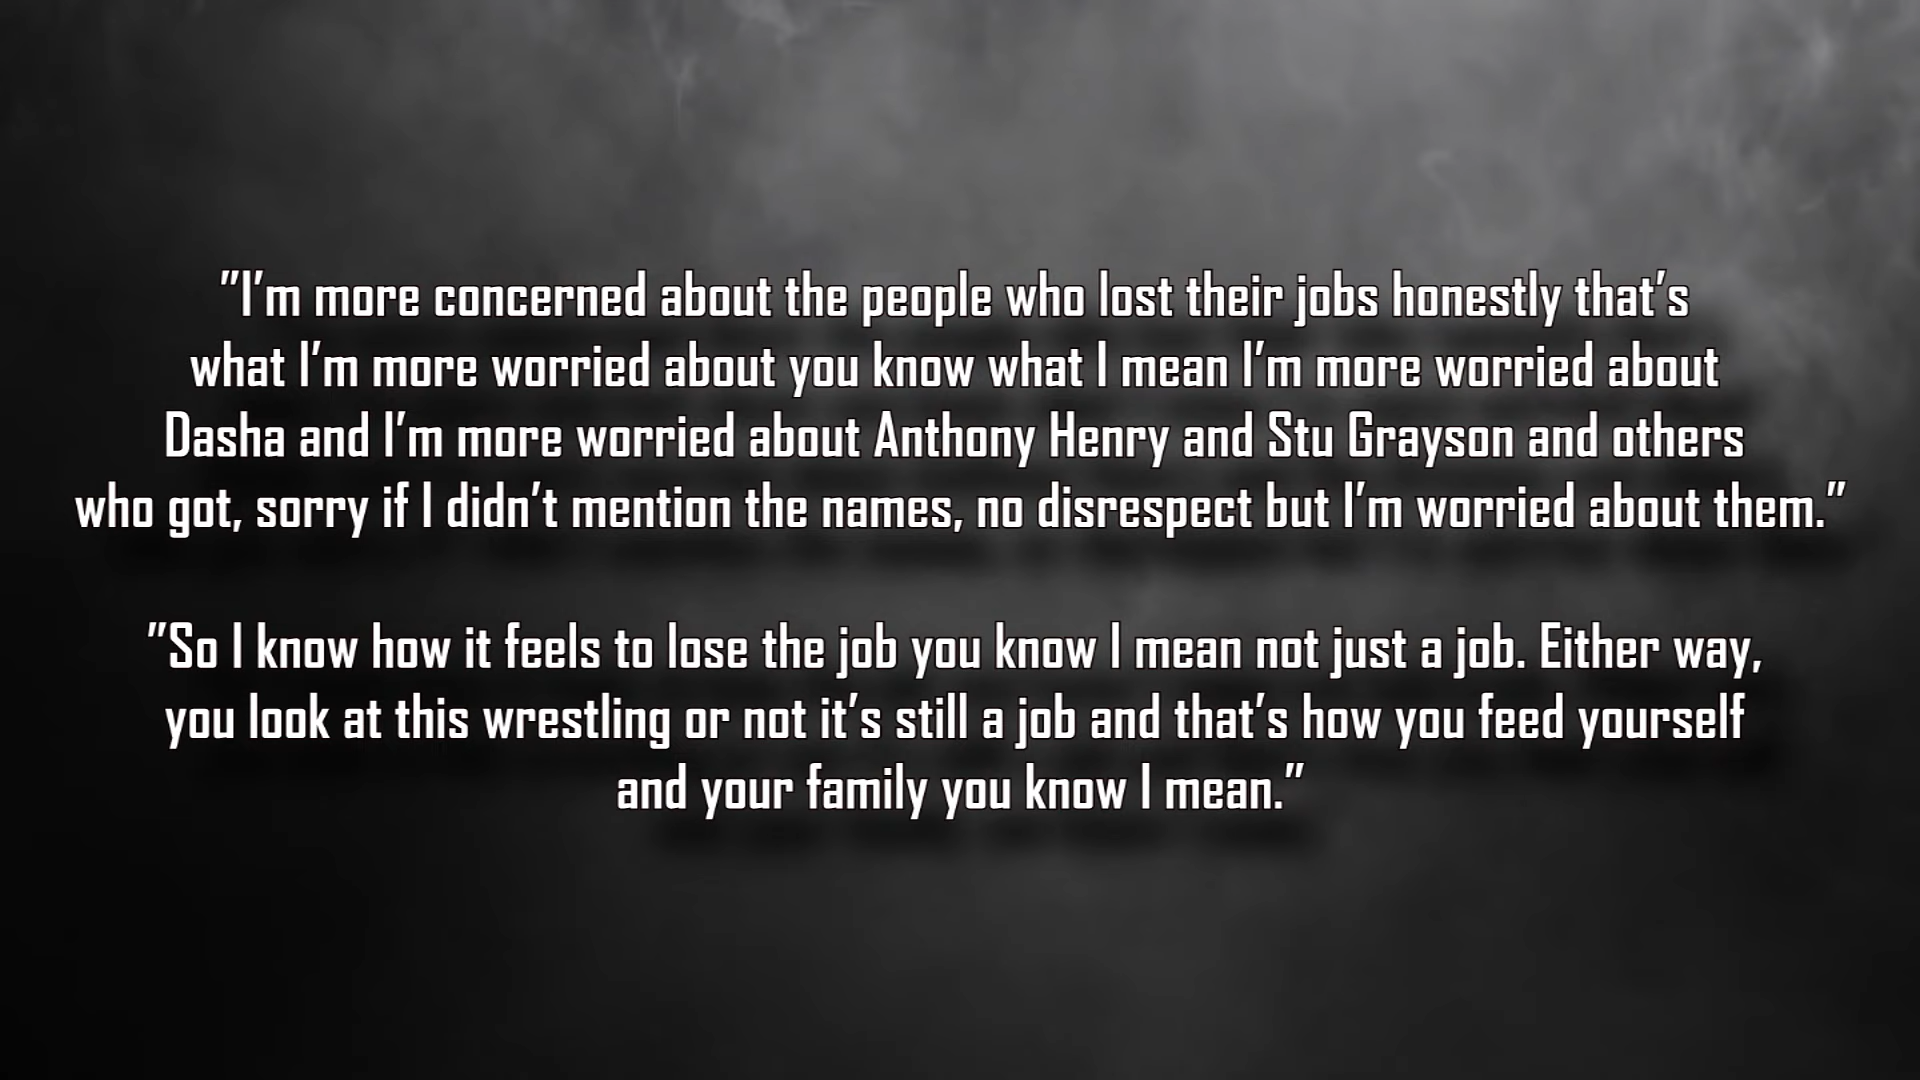 "I'm more concerned about the people who lost their jobs honestly that's
what I'm more worried about you know what I mean I'm more worried about
Dasha and I'm more worried about Anthony Henry and Stu Grayson and others
who got, sorry if I didn't mention the names, no disrespect but I'm worried about them."
"So I know how it feels to lose the job you know I mean not just a job. Either way,
you look at this wrestling or not it's still a job and that's how you feed yourself
and your family you know I mean."